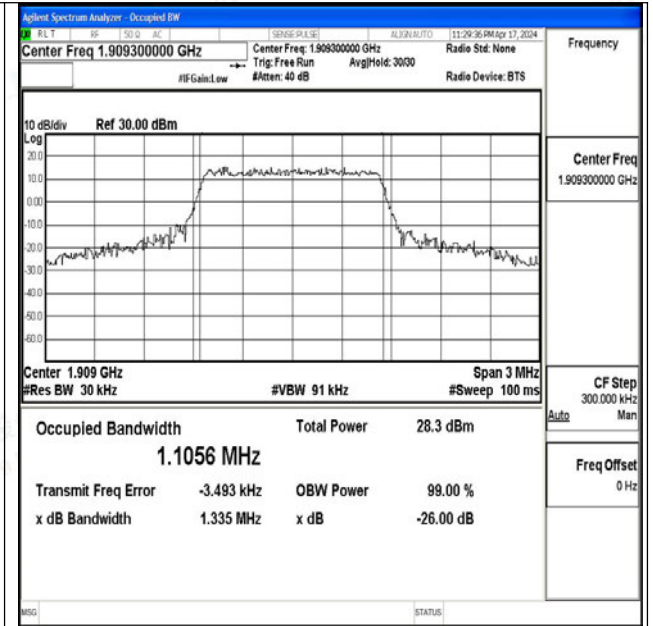 Agilent Spectrum Analyzer - Occupied BW
RL T RF 50 Ω AC SENSE:PULSE ALIGN AUTO 11:29:36 PM Apr 17, 2024
Center Freq 1.909300000 GHz Center Freq: 1.909300000 GHz Radio Std: None Frequency
Trig: Free Run Avg|Hold: 30/30
#IFGain:Low #Atten: 40 dB Radio Device: BTS
10 dB/div Ref 30.00 dBm
Log
20.0
10.0
0.00
-10.0
-20.0
-30.0
-40.0
-50.0
-60.0
Center Freq
1.909300000 GHz
Center 1.909 GHz Span 3 MHz
#Res BW 30 kHz #VBW 91 kHz #Sweep 100 ms
CF Step
300.000 kHz
Auto Man
Occupied Bandwidth Total Power 28.3 dBm
1.1056 MHz
Transmit Freq Error -3.493 kHz OBW Power 99.00 %
x dB Bandwidth 1.335 MHz x dB -26.00 dB
Freq Offset
0 Hz
MSG STATUS